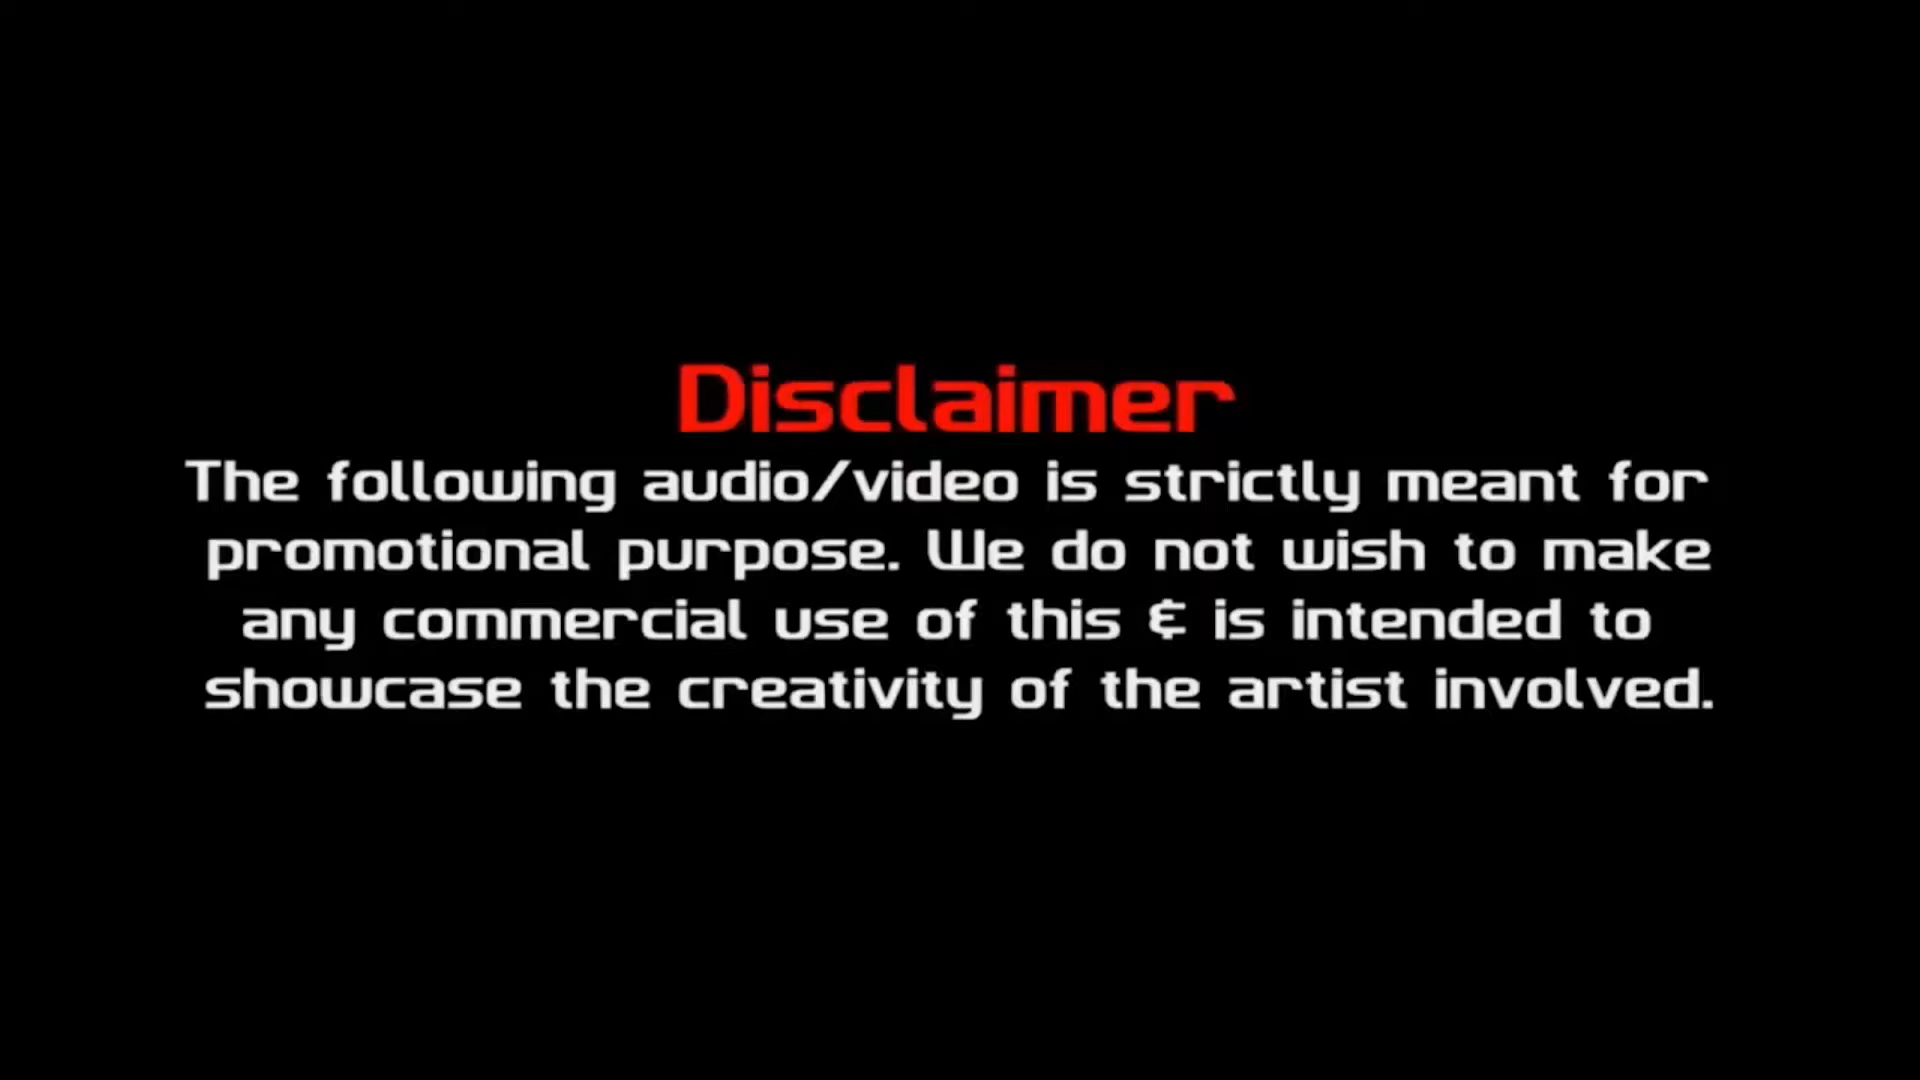 Disclaimer
The following audio/video is strictly meant for
promotional purpose. We do not wish to make
any commercial use of this & is intended to
showcase the creativity of the artist involved.